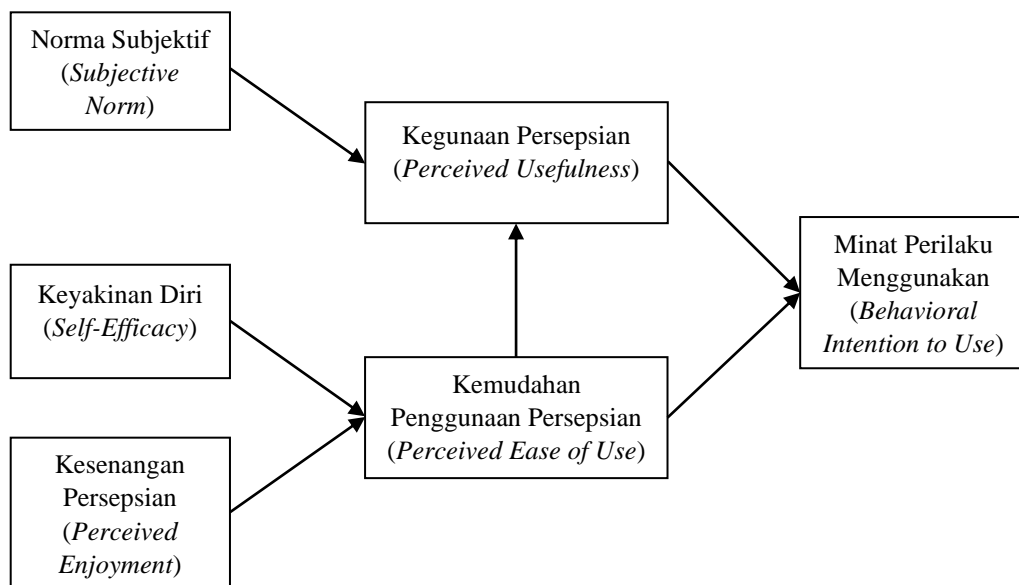 Norma Subjektif
(Subjective
Norm)
Kegunaan Persepsian
(Perceived Usefulness)
Minat Perilaku
Menggunakan
(Behavioral
Intention to Use)
Keyakinan Diri
(Self-Efficacy)
Kemudahan
Penggunaan Persepsian
(Perceived Ease of Use)
Kesenangan
Persepsian
(Perceived
Enjoyment)